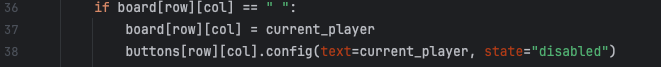 36 if board[row][col] == " ":
37 board[row][col] = current_player
38 buttons[row][col].config(text=current_player, state="disabled")